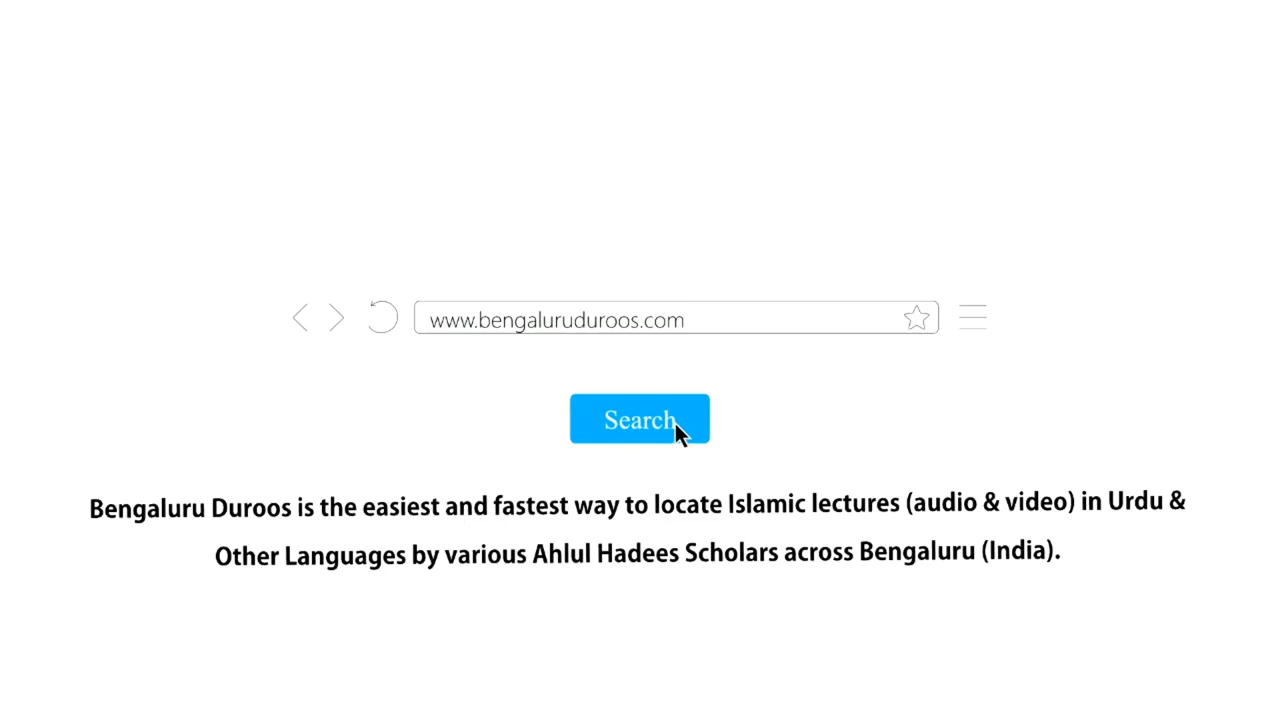 www.bengaluruduroos.com
Search
Bengaluru Duroos is the easiest and fastest way to locate Islamic lectures (audio & video) in Urdu &
Other Languages by various Ahlul Hadees Scholars across Bengaluru (India).